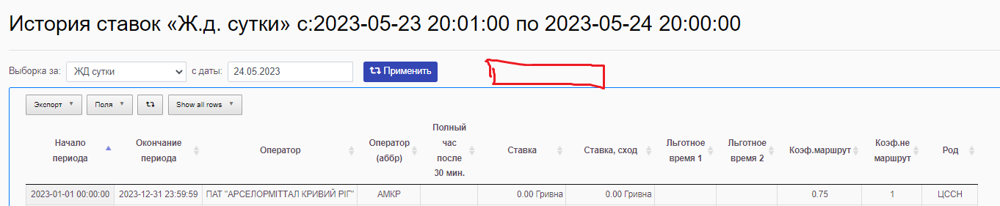 История ставок «Ж.д. сутки» с:2023-05-23 20:01:00 по 2023-05-24 20:00:00
Выборка за: ЖД сутки с даты: 24.05.2023 Применить
Экспорт Поля Show all rows
Начало периода Окончание периода Оператор Оператор (аббр) Полный час после 30 мин. Ставка Ставка, сход Льготное время 1 Льготное время 2 Коэф.маршрут Коэф.не маршрут Род
2023-01-01 00:00:00 2023-12-31 23:59:59 ПАТ "АРСЕЛОРМІТТАЛ КРИВИЙ РІГ" АМКР 0.00 Гривна 0.00 Гривна 0.75 1 ЦССН